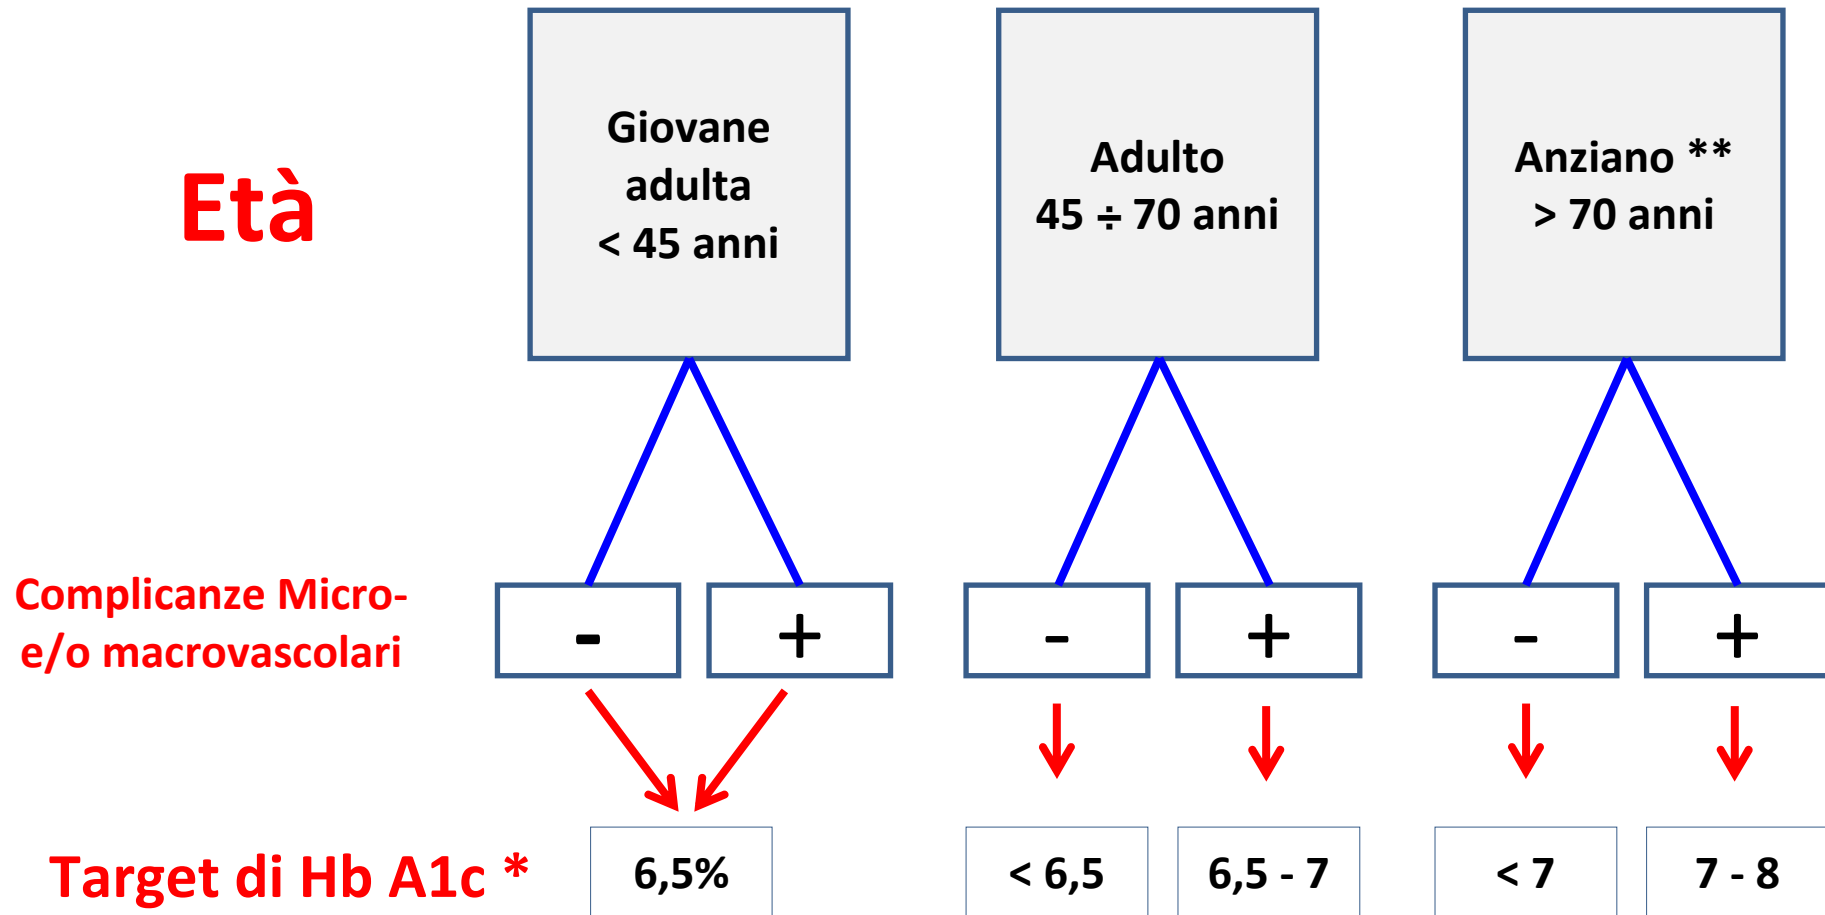 Età
Giovane
adulta
< 45 anni
Adulto
45 ÷ 70 anni
Anziano **
> 70 anni
Complicanze Micro-
e/o macrovascolari
-
+
-
+
-
+
Target di Hb A1c *
6,5%
< 6,5
6,5 - 7
< 7
7 - 8